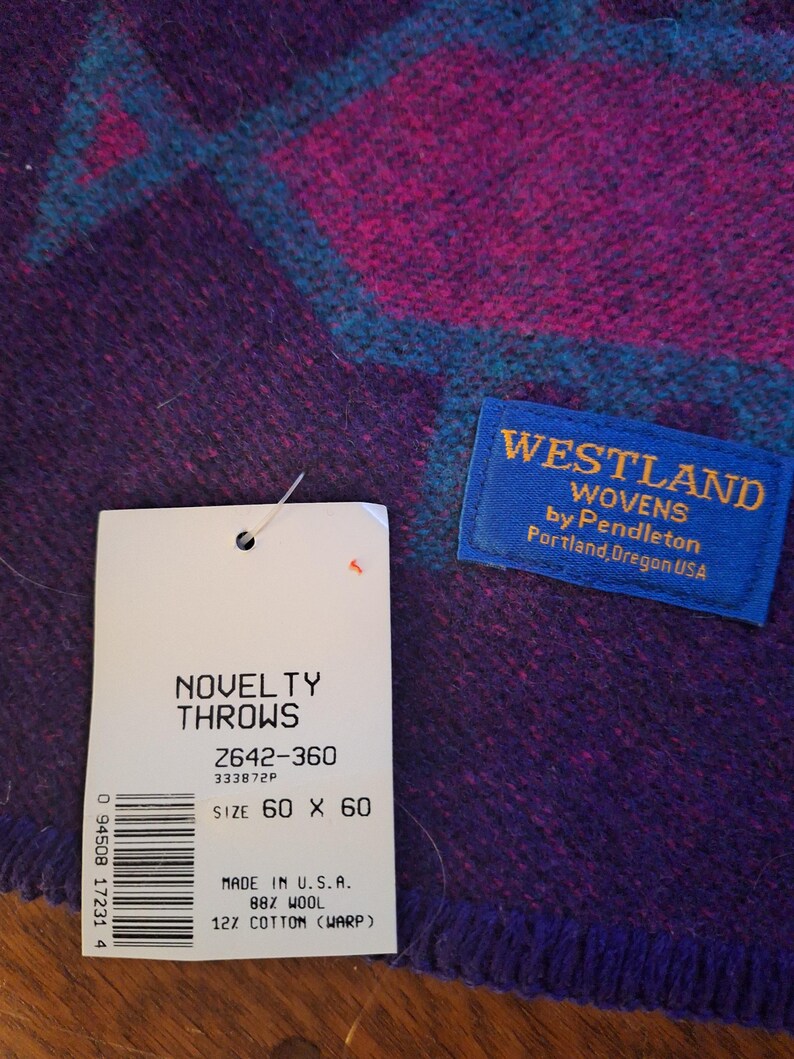 WESTLAND
WOVENS
by Pendleton
Portland, Oregon USA
NOVELTY
THROWS
Z642-360
333872P
SIZE 60 X 60
MADE IN U.S.A.
88% WOOL
12% COTTON (WARP)
0 94508 17231 4